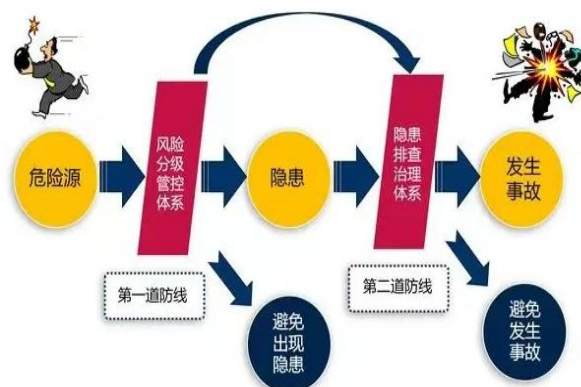 危险源
风险
分级
管控
体系
隐患
隐患
排查
治理
体系
发生
事故
第一道防线
第二道防线
避免
出现
隐患
避免
发生
事故